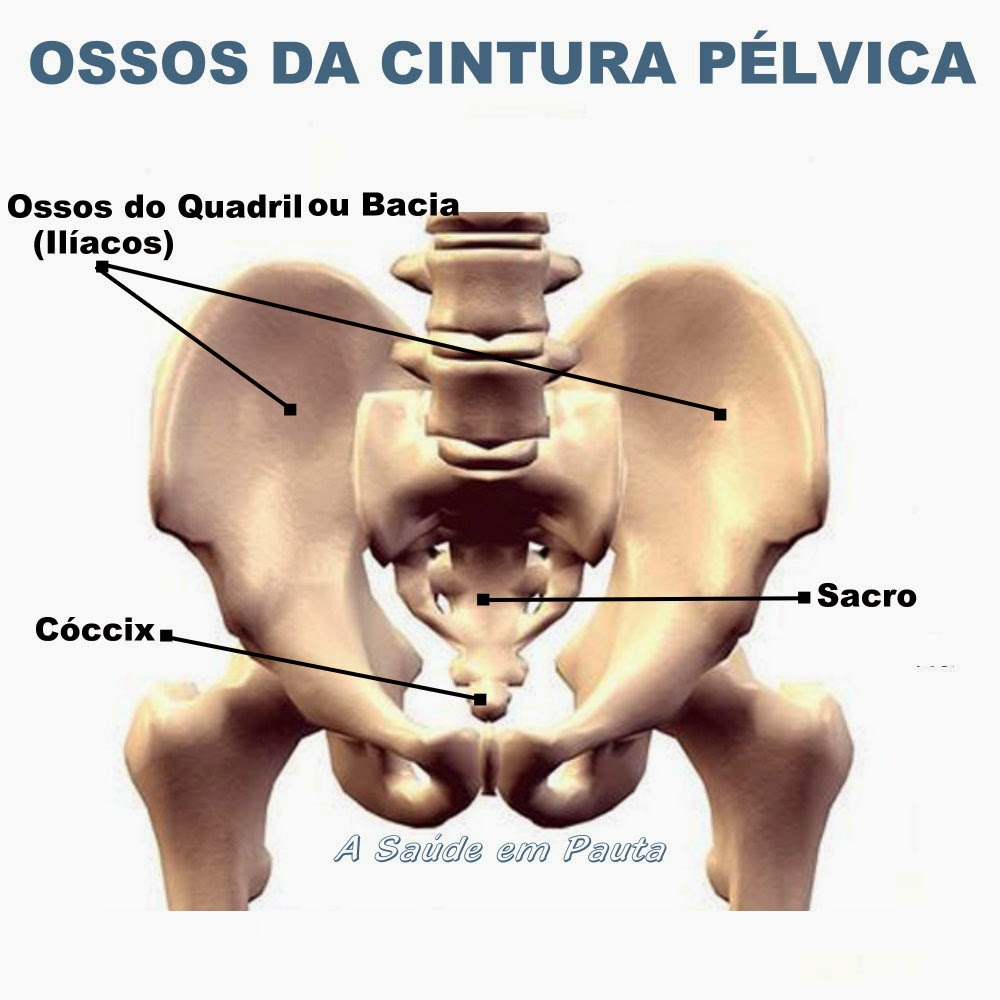 OSSOS DA CINTURA PÉLVICA
Ossos do Quadril ou Bacia
(Ilíacos)
Sacro
Cóccix
A Saúde em Pauta